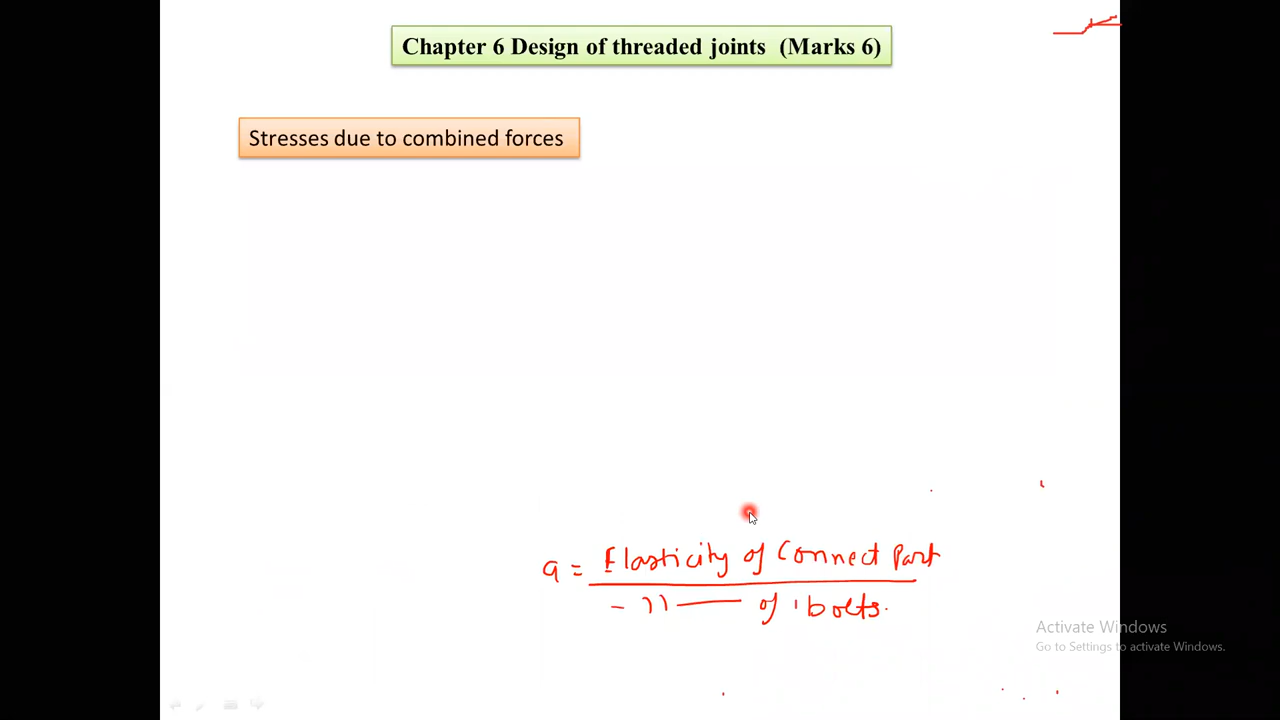 Chapter 6 Design of threaded joints (Marks 6)
Stresses due to combined forces
a = Elasticity of Connect Part
- 11 — of bolts.
Activate Windows
Go to Settings to activate Windows.